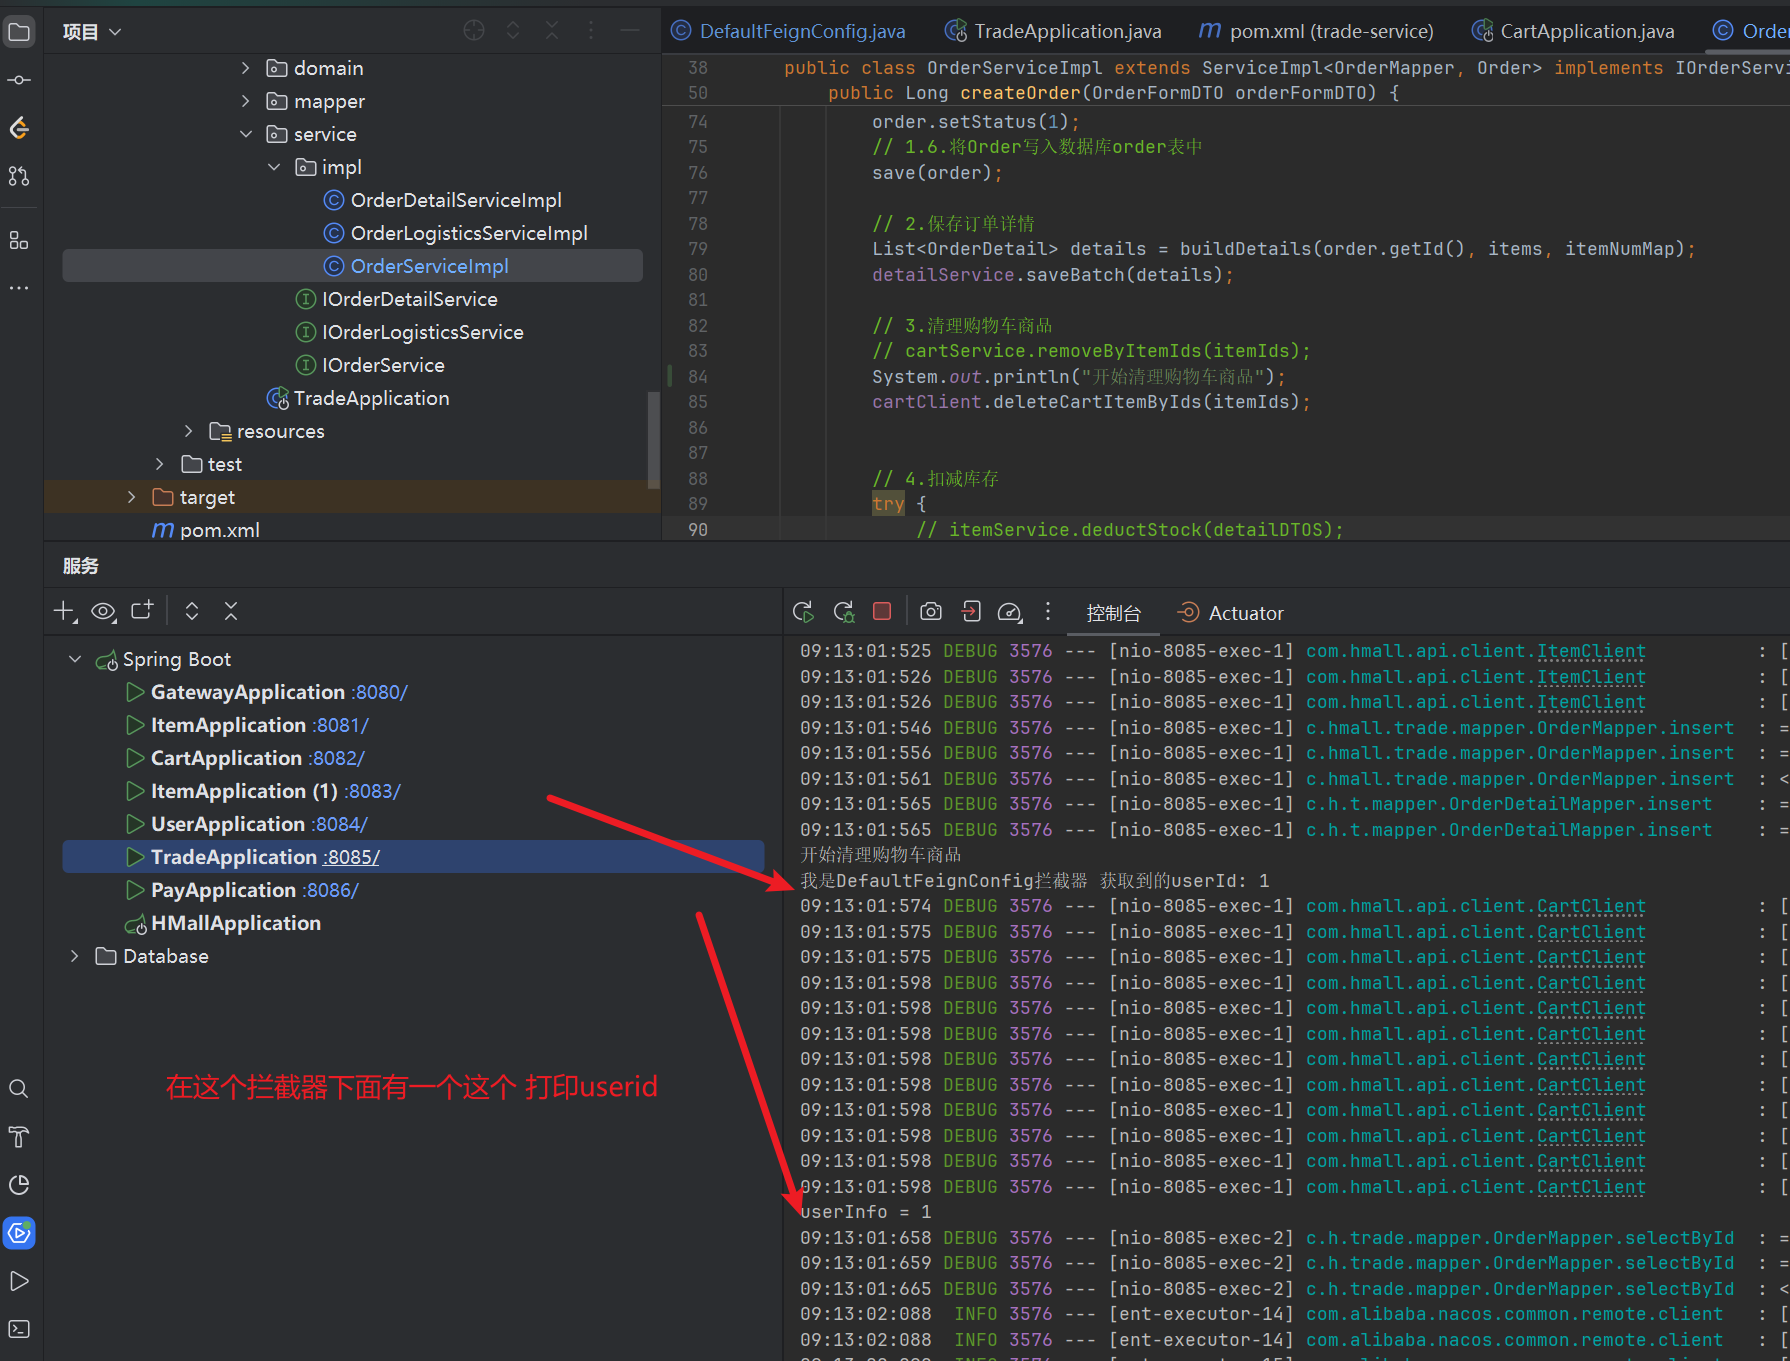 项目
DefaultFeignConfig.java
TradeApplication.java
pom.xml (trade-service)
CartApplication.java
Order
domain
mapper
service
impl
OrderDetailServiceImpl
OrderLogisticsServiceImpl
OrderServiceImpl
IOrderDetailService
IOrderLogisticsService
IOrderService
TradeApplication
resources
test
target
pom.xml
38 public class OrderServiceImpl extends ServiceImpl<OrderMapper, Order> implements IOrderServi
50 public Long createOrder(OrderFormDTO orderFormDTO) {
74 order.setStatus(1);
75 // 1.6.将Order写入数据库order表中
76 save(order);
77
78 // 2.保存订单详情
79 List<OrderDetail> details = buildDetails(order.getId(), items, itemNumMap);
80 detailService.saveBatch(details);
81
82 // 3.清理购物车商品
83 // cartService.removeByItemIds(itemIds);
84 System.out.println("开始清理购物车商品");
85 cartClient.deleteCartItemByIds(itemIds);
86
87
88 // 4.扣减库存
89 try {
90 // itemService.deductStock(detailDTOS);
服务
Spring Boot
GatewayApplication :8080/
ItemApplication :8081/
CartApplication :8082/
ItemApplication (1) :8083/
UserApplication :8084/
TradeApplication :8085/
PayApplication :8086/
HMallApplication
Database
在这个拦截器下面有一个这个 打印userid
控制台
Actuator
09:13:01:525 DEBUG 3576 --- [nio-8085-exec-1] com.hmall.api.client.ItemClient : [
09:13:01:526 DEBUG 3576 --- [nio-8085-exec-1] com.hmall.api.client.ItemClient : [
09:13:01:526 DEBUG 3576 --- [nio-8085-exec-1] com.hmall.api.client.ItemClient : [
09:13:01:546 DEBUG 3576 --- [nio-8085-exec-1] c.hmall.trade.mapper.OrderMapper.insert : =
09:13:01:556 DEBUG 3576 --- [nio-8085-exec-1] c.hmall.trade.mapper.OrderMapper.insert : =
09:13:01:561 DEBUG 3576 --- [nio-8085-exec-1] c.hmall.trade.mapper.OrderMapper.insert : <
09:13:01:565 DEBUG 3576 --- [nio-8085-exec-1] c.h.t.mapper.OrderDetailMapper.insert : =
09:13:01:565 DEBUG 3576 --- [nio-8085-exec-1] c.h.t.mapper.OrderDetailMapper.insert : =
开始清理购物车商品
我是DefaultFeignConfig拦截器 获取到的userId: 1
09:13:01:574 DEBUG 3576 --- [nio-8085-exec-1] com.hmall.api.client.CartClient : [
09:13:01:575 DEBUG 3576 --- [nio-8085-exec-1] com.hmall.api.client.CartClient : [
09:13:01:575 DEBUG 3576 --- [nio-8085-exec-1] com.hmall.api.client.CartClient : [
09:13:01:598 DEBUG 3576 --- [nio-8085-exec-1] com.hmall.api.client.CartClient : [
09:13:01:598 DEBUG 3576 --- [nio-8085-exec-1] com.hmall.api.client.CartClient : [
09:13:01:598 DEBUG 3576 --- [nio-8085-exec-1] com.hmall.api.client.CartClient : [
09:13:01:598 DEBUG 3576 --- [nio-8085-exec-1] com.hmall.api.client.CartClient : [
09:13:01:598 DEBUG 3576 --- [nio-8085-exec-1] com.hmall.api.client.CartClient : [
09:13:01:598 DEBUG 3576 --- [nio-8085-exec-1] com.hmall.api.client.CartClient : [
09:13:01:598 DEBUG 3576 --- [nio-8085-exec-1] com.hmall.api.client.CartClient : [
09:13:01:598 DEBUG 3576 --- [nio-8085-exec-1] com.hmall.api.client.CartClient : [
09:13:01:598 DEBUG 3576 --- [nio-8085-exec-1] com.hmall.api.client.CartClient : [
userInfo = 1
09:13:01:658 DEBUG 3576 --- [nio-8085-exec-2] c.h.trade.mapper.OrderMapper.selectById : =
09:13:01:659 DEBUG 3576 --- [nio-8085-exec-2] c.h.trade.mapper.OrderMapper.selectById : =
09:13:01:665 DEBUG 3576 --- [nio-8085-exec-2] c.h.trade.mapper.OrderMapper.selectById : <
09:13:02:088 INFO 3576 --- [ent-executor-14] com.alibaba.nacos.common.remote.client : [
09:13:02:088 INFO 3576 --- [ent-executor-14] com.alibaba.nacos.common.remote.client : [